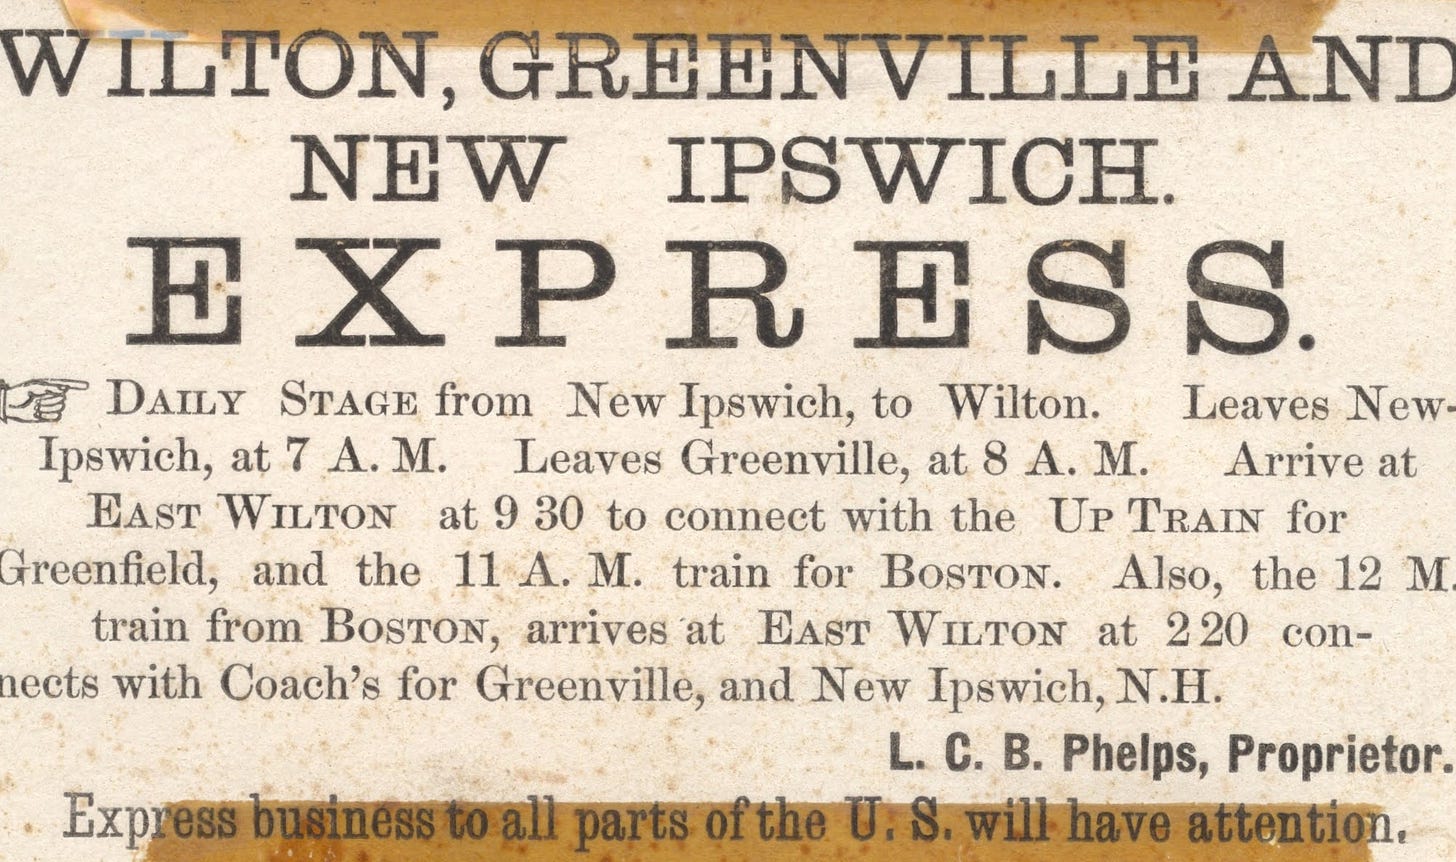 WILTON, GREENVILLE AND
NEW IPSWICH.
EXPRESS.
DAILY STAGE from New Ipswich, to Wilton. Leaves New-
Ipswich, at 7 A. M. Leaves Greenville, at 8 A. M. Arrive at
EAST WILTON at 9 30 to connect with the UP TRAIN for
Greenfield, and the 11 A. M. train for BOSTON. Also, the 12 M.
train from BOSTON, arrives at EAST WILTON at 2 20 con-
nects with Coach's for Greenville, and New Ipswich, N.H.
L. C. B. Phelps, Proprietor.
Express business to all parts of the U. S. will have attention.